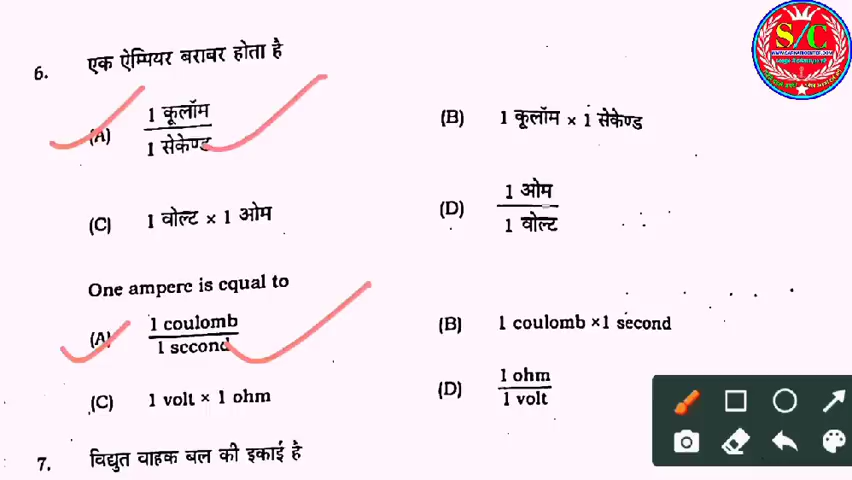 6. एक ऐम्पियर बराबर होता है
(A) 1 कूलॉम / 1 सेकेण्ड
(B) 1 कूलॉम × 1 सेकेण्ड
(C) 1 वोल्ट × 1 ओम
(D) 1 ओम / 1 वोल्ट
One ampere is equal to
(A) 1 coulomb / 1 second
(B) 1 coulomb ×1 second
(C) 1 volt × 1 ohm
(D) 1 ohm / 1 volt
7. विद्युत वाहक बल की इकाई है
S/C